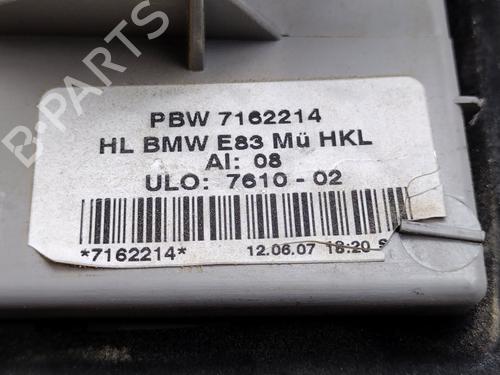 PBW 7162214
HL BMW E83 Mü HKL
AI: 08
ULO: 7610 - 02
*7162214* 12.06.07 18:20 S
B-PARTS